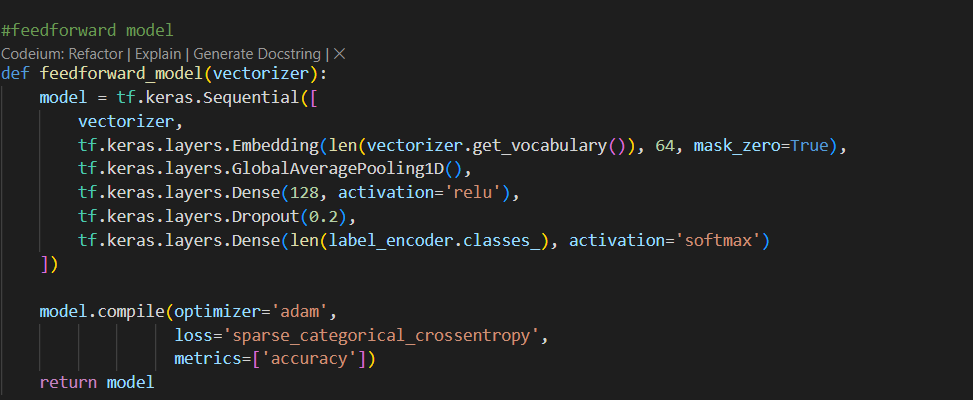 #feedforward model
Codeium: Refactor | Explain | Generate Docstring | ×
def feedforward_model(vectorizer):
    model = tf.keras.Sequential([
        vectorizer,
        tf.keras.layers.Embedding(len(vectorizer.get_vocabulary()), 64, mask_zero=True),
        tf.keras.layers.GlobalAveragePooling1D(),
        tf.keras.layers.Dense(128, activation='relu'),
        tf.keras.layers.Dropout(0.2),
        tf.keras.layers.Dense(len(label_encoder.classes_), activation='softmax')
    ])
    model.compile(optimizer='adam',
                  loss='sparse_categorical_crossentropy',
                  metrics=['accuracy'])
    return model